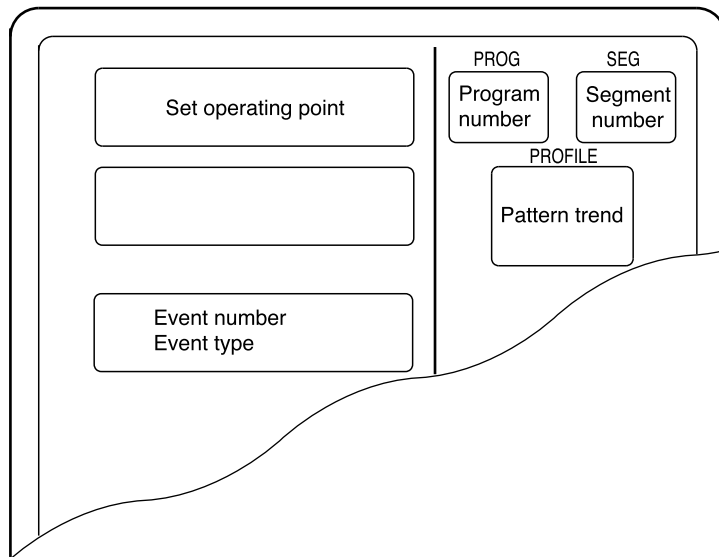 Set operating point
PROG
Program
number
SEG
Segment
number
PROFILE
Pattern trend
Event number
Event type